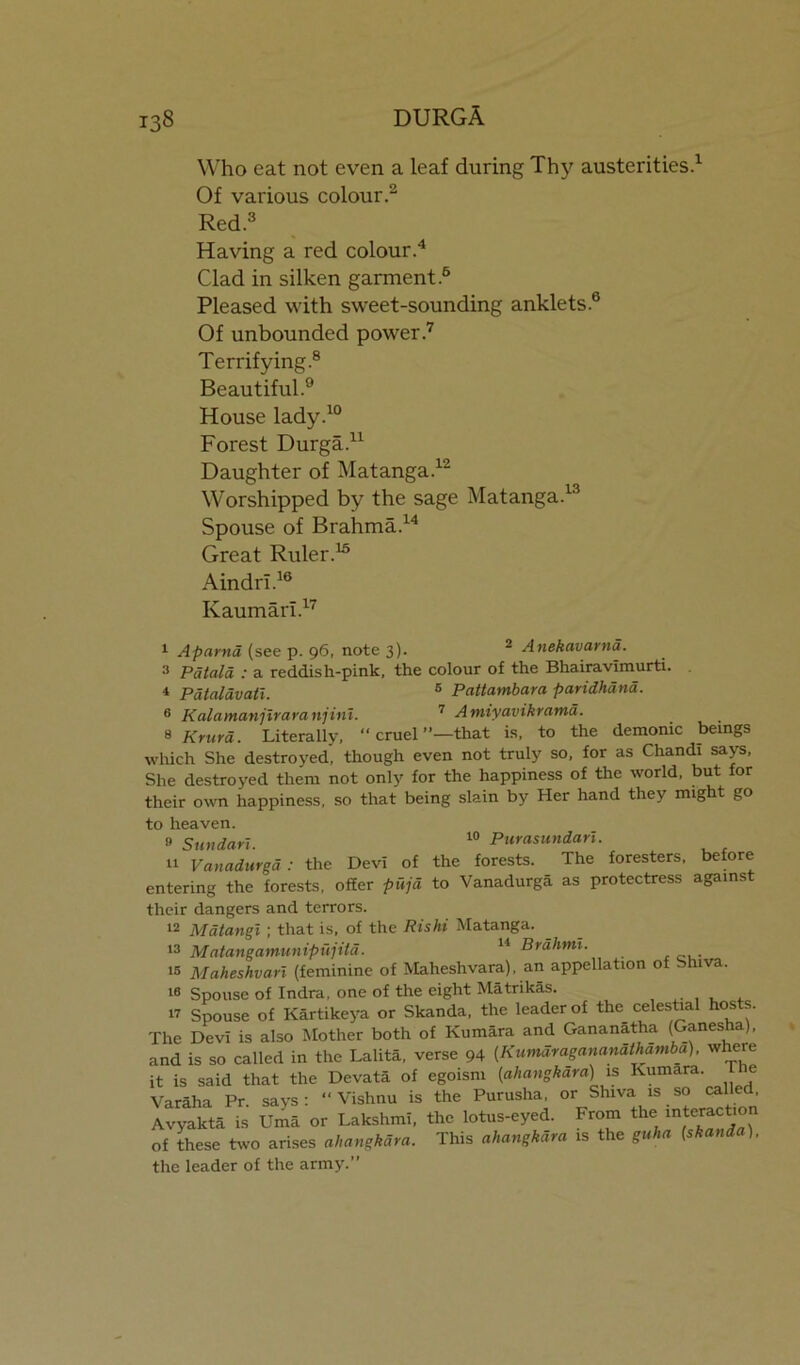 138 DURGĀ
Who eat not even a leaf during Thy austerities.¹
Of various colour.²
Red.³
Having a red colour.⁴
Clad in silken garment.⁵
Pleased with sweet-sounding anklets.⁶
Of unbounded power.⁷
Terrifying.⁸
Beautiful.⁹
House lady.¹⁰
Forest Durgā.¹¹
Daughter of Matanga.¹²
Worshipped by the sage Matanga.¹³
Spouse of Brahmā.¹⁴
Great Ruler.¹⁵
Aindrī.¹⁶
Kaumārī.¹⁷
¹ Aparnā (see p. 96, note 3). ² Anekavarnā.
³ Pātalā : a reddish-pink, the colour of the Bhairavīmurti.
⁴ Pātalāvatī. ⁵ Pattambara paridhānā.
⁶ Kalamanjīraranjinī. ⁷ Amiyavikramā.
⁸ Krurā. Literally, “ cruel ”—that is, to the demonic beings
which She destroyed, though even not truly so, for as Chandī says,
She destroyed them not only for the happiness of the world, but for
their own happiness, so that being slain by Her hand they might go
to heaven.
⁹ Sundarī. ¹⁰ Purasundarī.
¹¹ Vanadurgā : the Devī of the forests. The foresters, before
entering the forests, offer pūjā to Vanadurgā as protectress against
their dangers and terrors.
¹² Mātangī ; that is, of the Rishi Matanga.
¹³ Matangamunipūjitā. ¹⁴ Brāhmī.
¹⁵ Maheshvarī (feminine of Maheshvara), an appellation of Shiva.
¹⁶ Spouse of Indra, one of the eight Mātrikās.
¹⁷ Spouse of Kārtikeya or Skanda, the leader of the celestial hosts.
The Devī is also Mother both of Kumāra and Gananātha (Ganesha),
and is so called in the Lalitā, verse 94 (Kumāragananāthāmbā), where
it is said that the Devatā of egoism (ahangkāra) is Kumāra. The
Varāha Pr. says : “ Vishnu is the Purusha, or Shiva is so called,
Avyaktā is Umā or Lakshmī, the lotus-eyed. From the interaction
of these two arises ahangkāra. This ahangkāra is the guha (skanda),
the leader of the army.”